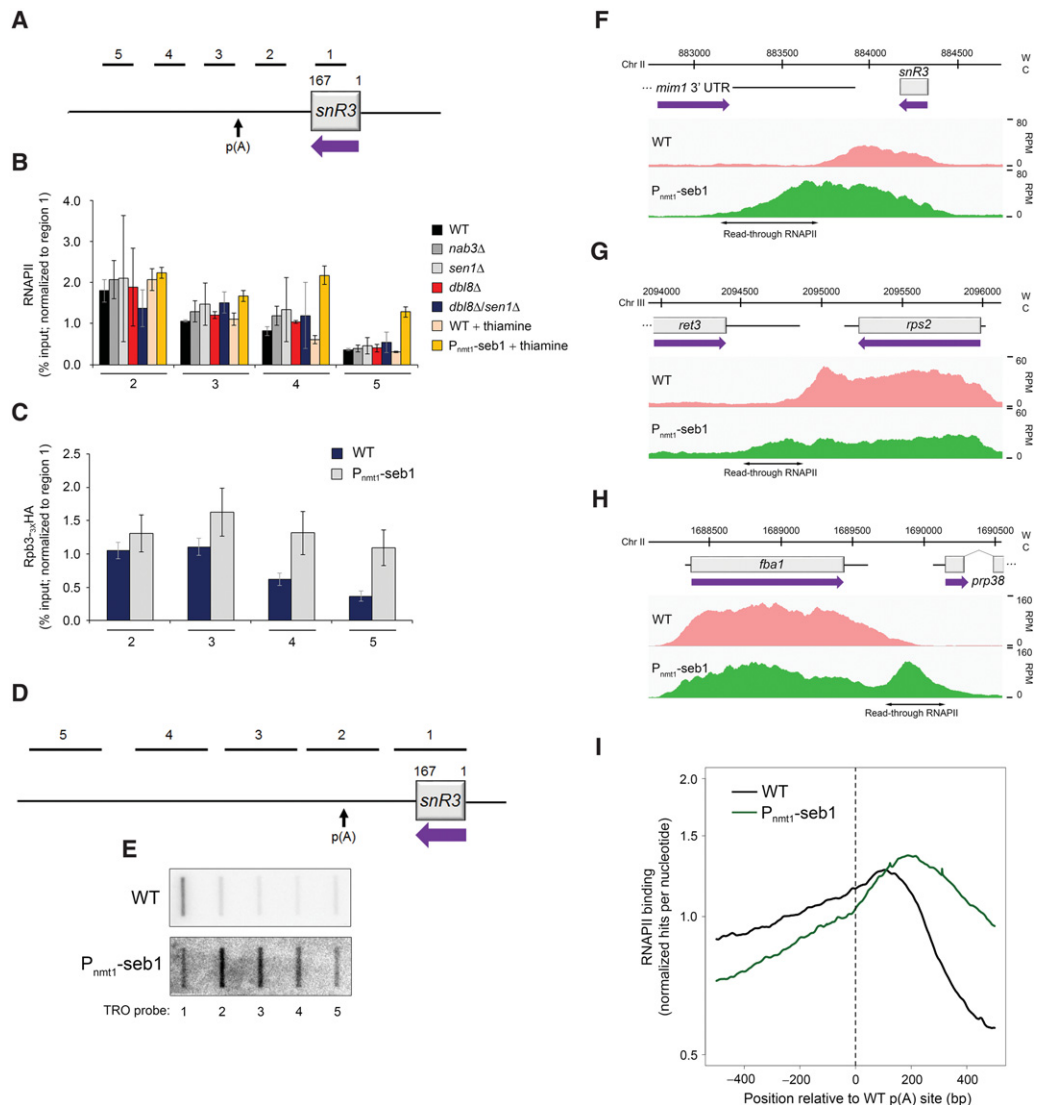 A
5 4 3 2 1
167 1
snR3
p(A)
B
RNAPII
(% input; normalized to region 1)
4.0
3.0
2.0
1.0
0.0
2 3 4 5
WT
nab3Δ
sen1Δ
dbl8Δ
dbl8Δ/sen1Δ
WT + thiamine
Pnmt1-seb1 + thiamine
C
Rpb3-3XHA
(% input; normalized to region 1)
2.5
2.0
1.5
1.0
0.5
0.0
2 3 4 5
WT
Pnmt1-seb1
D
5 4 3 2 1
167 1
snR3
p(A)
E
WT
Pnmt1-seb1
TRO probe: 1 2 3 4 5
F
883000 883500 884000 884500
Chr II
W
C
... mim1 3' UTR
snR3
WT
80
0
RPM
Pnmt1-seb1
80
0
RPM
Read-through RNAPII
G
2094000 2094500 2095000 2095500 2096000
Chr III
W
C
... ret3
rps2
WT
60
0
RPM
Pnmt1-seb1
60
0
RPM
Read-through RNAPII
H
1688500 1689000 1689500 1690000 1690500
Chr II
W
C
fba1
prp38
...
WT
160
0
RPM
Pnmt1-seb1
160
0
RPM
Read-through RNAPII
I
RNAPII binding
(normalized hits per nucleotide)
2.0
1.5
1.0
0.5
WT
Pnmt1-seb1
−400 −200 0 200 400
Position relative to WT p(A) site (bp)